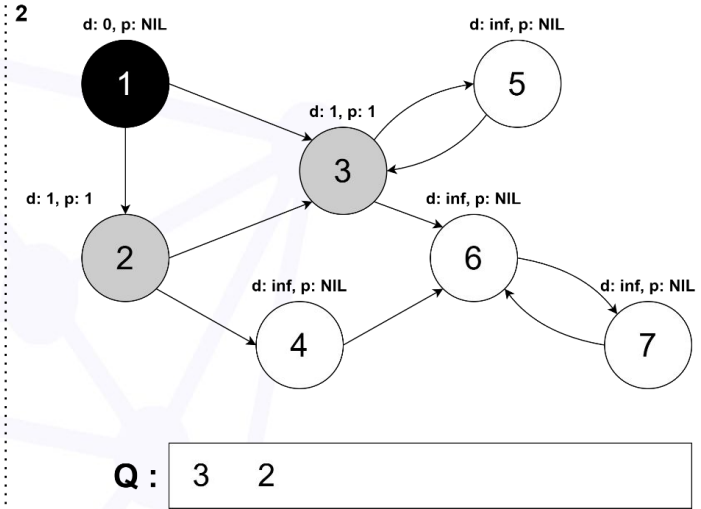 2
d: 0, p: NIL
d: inf, p: NIL
1
5
d: 1, p: 1
3
d: 1, p: 1
d: inf, p: NIL
2
6
d: inf, p: NIL
d: inf, p: NIL
4
7
Q : 3 2